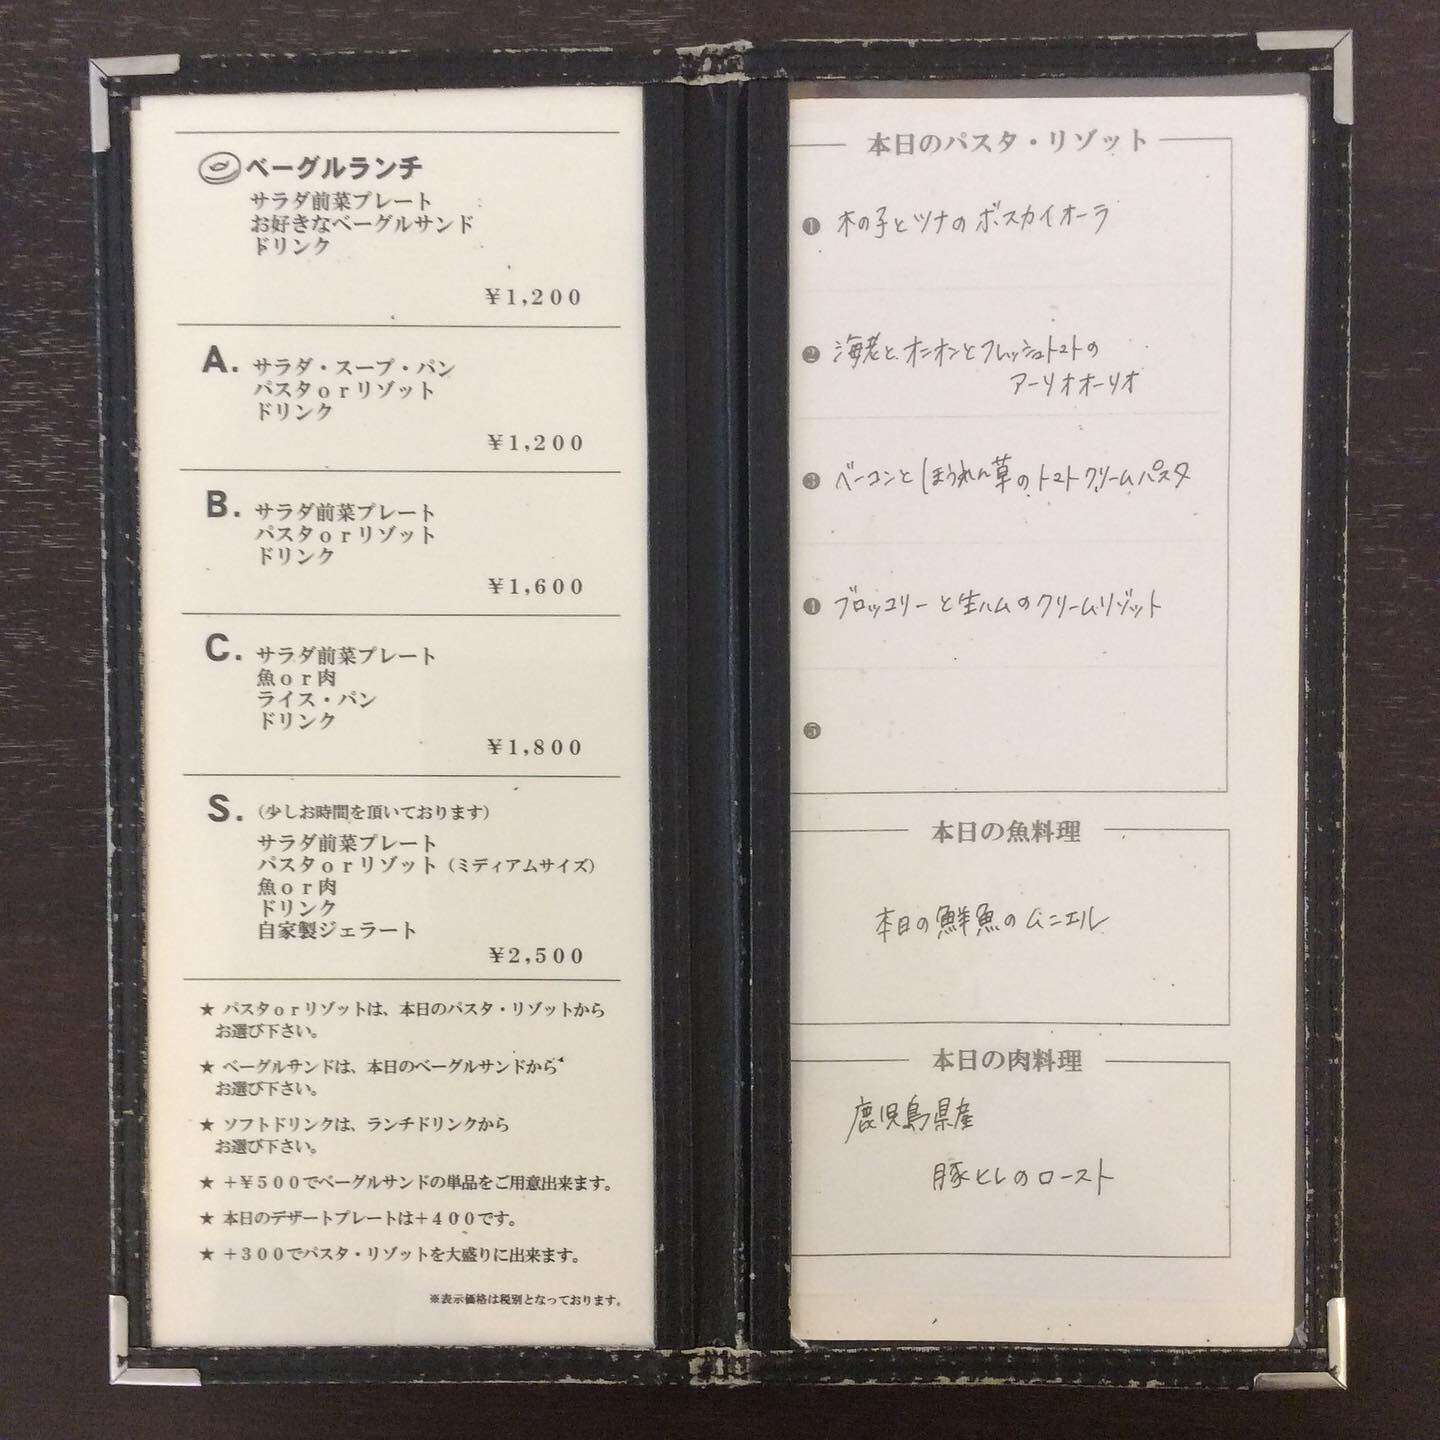 ベーグルランチ
サラダ前菜プレート
お好きなベーグルサンド
ドリンク
¥1,200
A. サラダ・スープ・パン
パスタorリゾット
ドリンク
¥1,200
B. サラダ前菜プレート
パスタorリゾット
ドリンク
¥1,600
C. サラダ前菜プレート
魚or肉
ライス・パン
ドリンク
¥1,800
S. (少しお時間を頂いております)
サラダ前菜プレート
パスタorリゾット(ミディアムサイズ)
魚or肉
ドリンク
自家製ジェラート
¥2,500
★ パスタorリゾットは、本日のパスタ・リゾットから
お選び下さい。
★ ベーグルサンドは、本日のベーグルサンドから
お選び下さい。
★ ソフトドリンクは、ランチドリンクから
お選び下さい。
★ +¥500でベーグルサンドの単品をご用意出来ます。
★ 本日のデザートプレートは+400です。
★ +300でパスタ・リゾットを大盛りに出来ます。
※表示価格は税別となっております。
本日のパスタ・リゾット
❶ 木の子とツナのボスカイオーラ
❷ 海老とオニオンとフレッシュトマトの
アーリオオーリオ
❸ ベーコンとほうれん草のトマトクリームパスタ
❹ ブロッコリーと生ハムのクリームリゾット
❺
本日の魚料理
本日の鮮魚のムニエル
本日の肉料理
鹿児島県産
豚ヒレのロースト